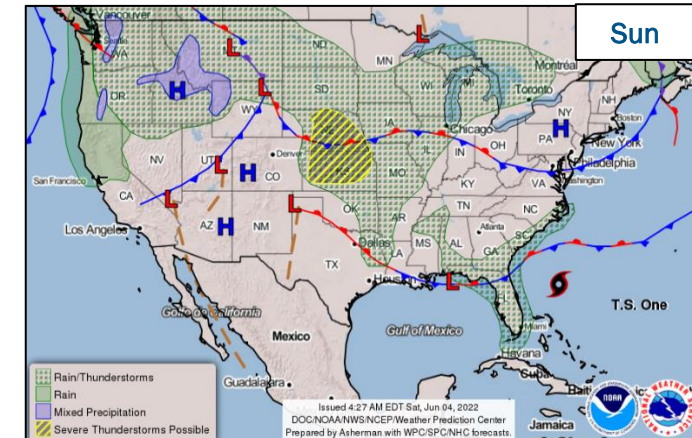 Sun
Vancouver
Seattle
WA
ND
MN
Montréal
OR
SD
WI
MI
Toronto
H
WY
IA
Chicago
NY
NH
Boston
H
PA
New York
NV
UT
Denver
CO
H
IL
IN
OH
Philadelphia
Washington
San Francisco
MO
KY
VA
CA
TN
NC
Los Angeles
AZ
H
NM
OK
AR
SC
Atlanta
Dallas
MS
AL
GA
TX
LA
Houston
L
L
L
L
L
L
L
FL
T.S. One
Golfo de California
Miami
Mexico
Gulf of Mexico
Havana
Cuba
Guadalajara
Jamaica
Rain/Thunderstorms
Rain
Mixed Precipitation
Severe Thunderstorms Possible
Issued 4:27 AM EDT Sat, Jun 04, 2022
DOC/NOAA/NWS/NCEP/Weather Prediction Center
Prepared by Asherman with WPC/SPC/NHC forecasts.
NOAA